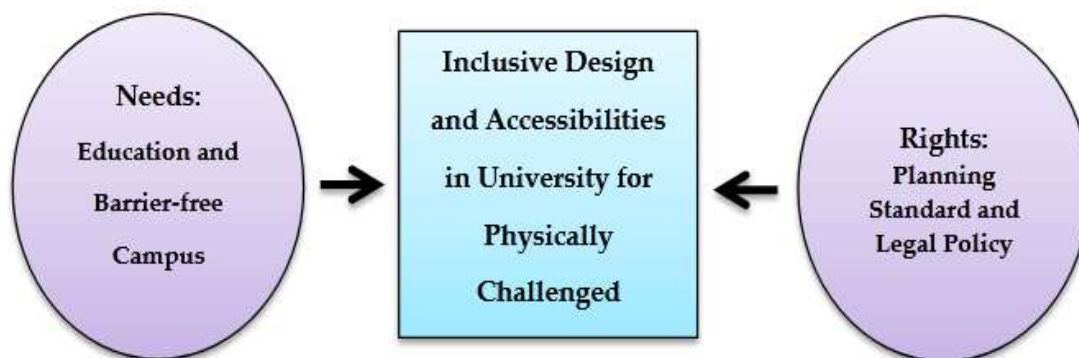 Needs:
Education and
Barrier-free
Campus
Inclusive Design
and Accessibilities
in University for
Physically
Challenged
Rights:
Planning
Standard and
Legal Policy